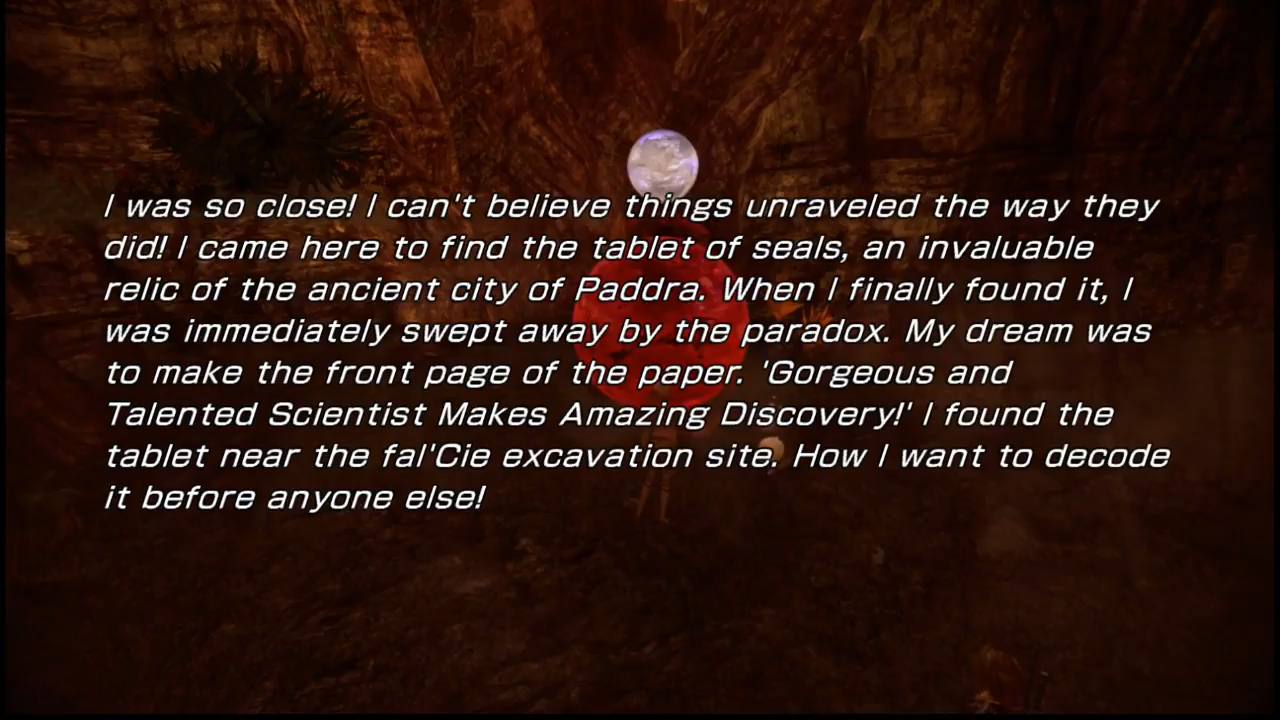 I was so close! I can't believe things unraveled the way they
did! I came here to find the tablet of seals, an invaluable
relic of the ancient city of Paddra. When I finally found it, I
was immediately swept away by the paradox. My dream was
to make the front page of the paper. 'Gorgeous and
Talented Scientist Makes Amazing Discovery!' I found the
tablet near the fal'Cie excavation site. How I want to decode
it before anyone else!